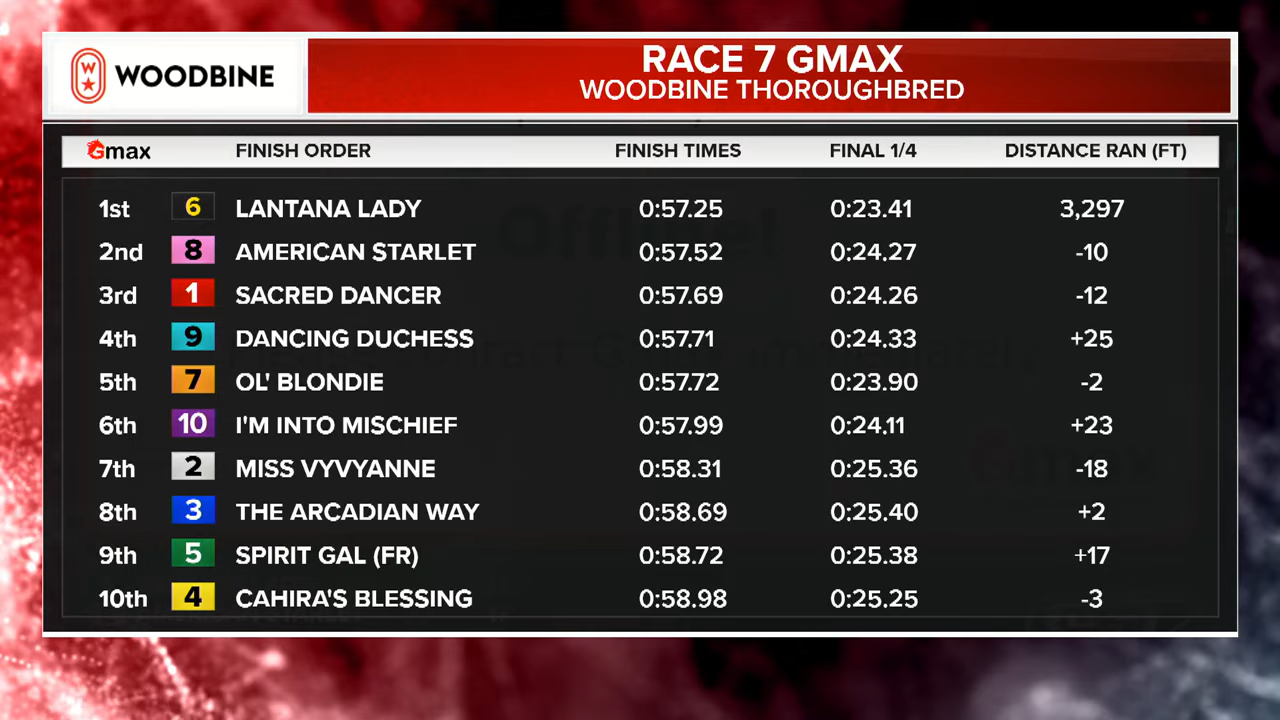 W
WOODBINE
RACE 7 GMAX
WOODBINE THOROUGHBRED
Gmax FINISH ORDER FINISH TIMES FINAL 1/4 DISTANCE RAN (FT)
1st 6 LANTANA LADY 0:57.25 0:23.41 3,297
2nd 8 AMERICAN STARLET 0:57.52 0:24.27 -10
3rd 1 SACRED DANCER 0:57.69 0:24.26 -12
4th 9 DANCING DUCHESS 0:57.71 0:24.33 +25
5th 7 OL' BLONDIE 0:57.72 0:23.90 -2
6th 10 I'M INTO MISCHIEF 0:57.99 0:24.11 +23
7th 2 MISS VYVYANNE 0:58.31 0:25.36 -18
8th 3 THE ARCADIAN WAY 0:58.69 0:25.40 +2
9th 5 SPIRIT GAL (FR) 0:58.72 0:25.38 +17
10th 4 CAHIRA'S BLESSING 0:58.98 0:25.25 -3